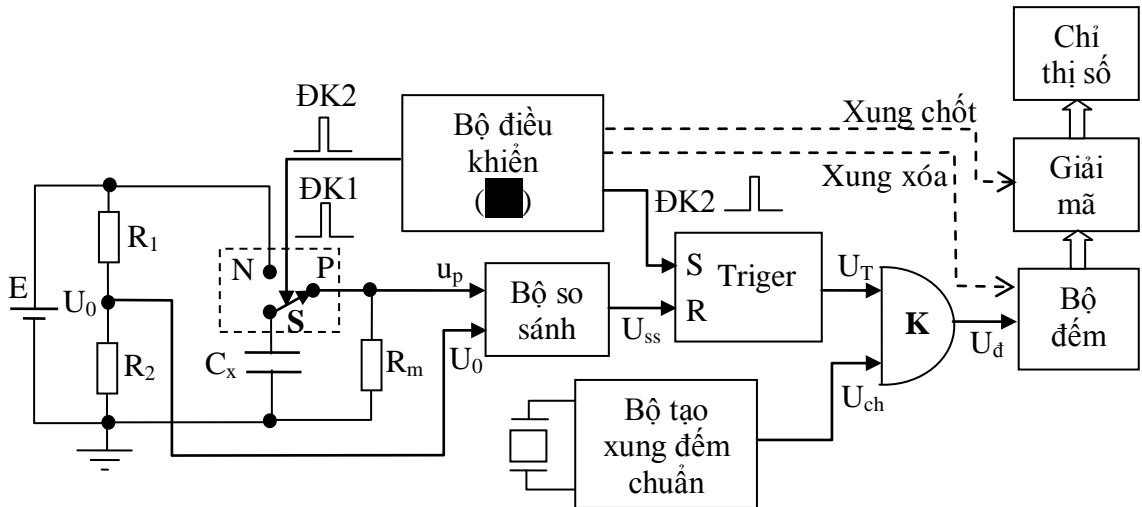 Chỉ
thị số
ĐK2
Bộ điều
khiển
Xung chốt
Giải
mã
Xung xóa
ĐK1
ĐK2
R1
N
P
E
U0
S
up
Bộ so
sánh
S
R
Triger
UT
K
Bộ
đếm
Uss
Uđ
R2
Cx
Rm
U0
Uch
Bộ tạo
xung đếm
chuẩn